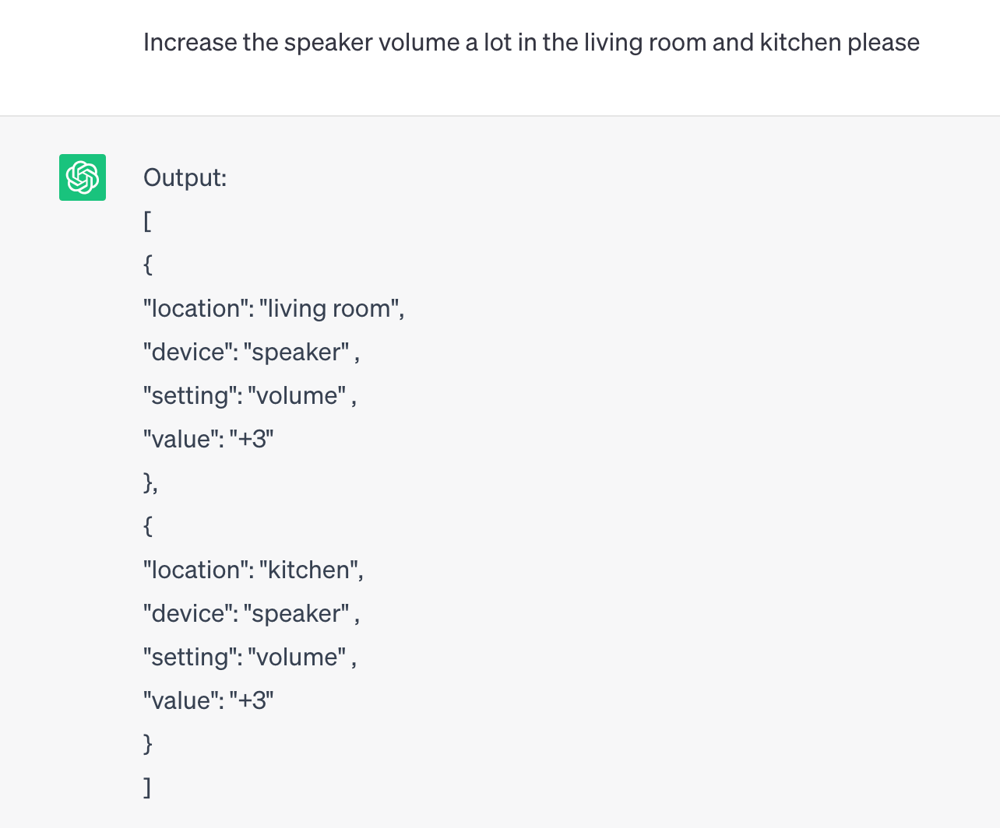 Increase the speaker volume a lot in the living room and kitchen please
Output:
[
{
"location": "living room",
"device": "speaker" ,
"setting": "volume" ,
"value": "+3"
},
{
"location": "kitchen",
"device": "speaker" ,
"setting": "volume" ,
"value": "+3"
}
]